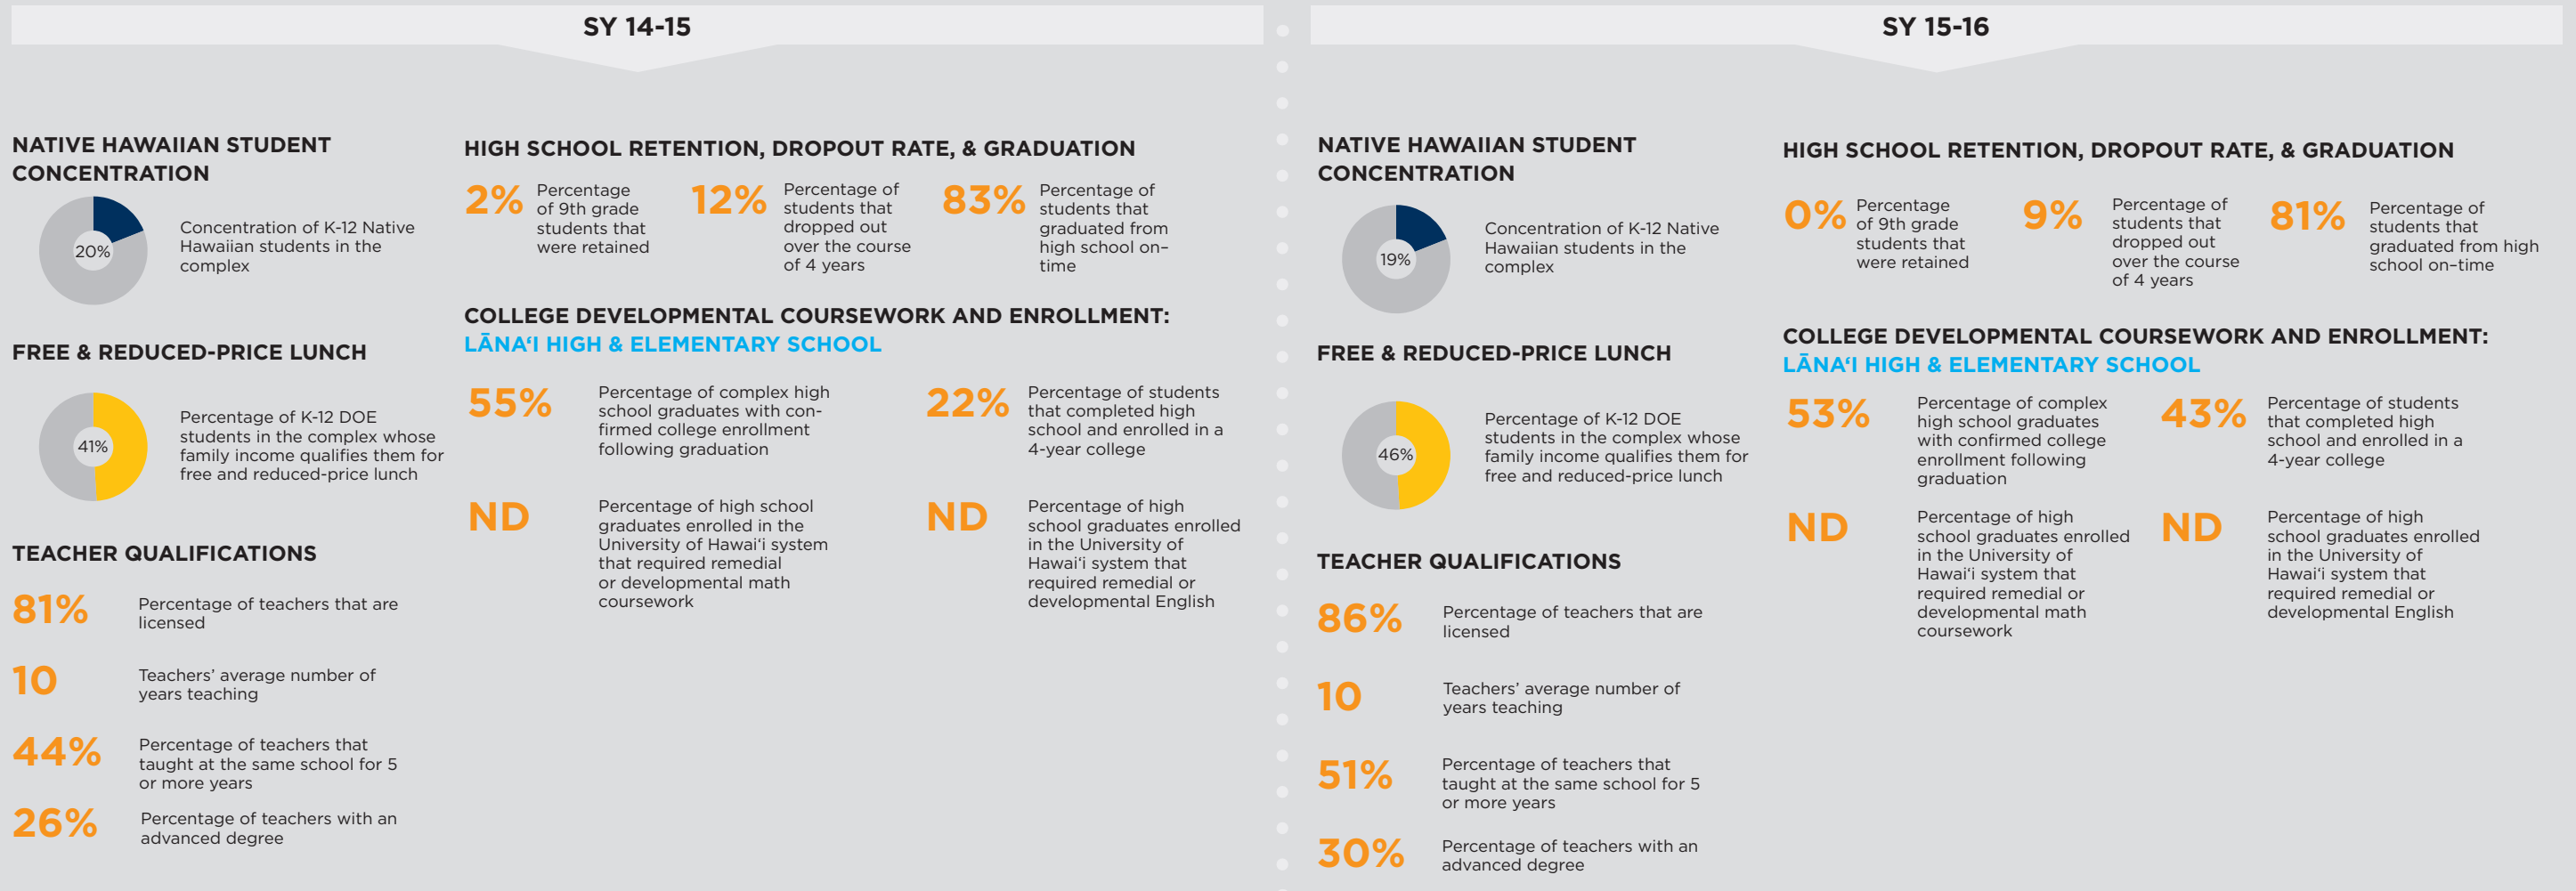 SY 14-15
NATIVE HAWAIIAN STUDENT
CONCENTRATION
20%
Concentration of K-12 Native
Hawaiian students in the
complex
FREE & REDUCED-PRICE LUNCH
41%
Percentage of K-12 DOE
students in the complex whose
family income qualifies them for
free and reduced-price lunch
TEACHER QUALIFICATIONS
81%
Percentage of teachers that are
licensed
10
Teachers’ average number of
years teaching
44%
Percentage of teachers that
taught at the same school for 5
or more years
26%
Percentage of teachers with an
advanced degree
HIGH SCHOOL RETENTION, DROPOUT RATE, & GRADUATION
2%
Percentage
of 9th grade
students that
were retained
12%
Percentage of
students that
dropped out
over the course
of 4 years
83%
Percentage of
students that
graduated from
high school on–
time
COLLEGE DEVELOPMENTAL COURSEWORK AND ENROLLMENT:
LĀNA‘I HIGH & ELEMENTARY SCHOOL
55%
Percentage of complex high
school graduates with con-
firmed college enrollment
following graduation
22%
Percentage of students
that completed high
school and enrolled in a
4-year college
ND
Percentage of high school
graduates enrolled in the
University of Hawai‘i system
that required remedial
or developmental math
coursework
ND
Percentage of high
school graduates enrolled
in the University of
Hawai‘i system that
required remedial or
developmental English
SY 15-16
NATIVE HAWAIIAN STUDENT
CONCENTRATION
19%
Concentration of K-12 Native
Hawaiian students in the
complex
FREE & REDUCED-PRICE LUNCH
46%
Percentage of K-12 DOE
students in the complex whose
family income qualifies them for
free and reduced-price lunch
TEACHER QUALIFICATIONS
86%
Percentage of teachers that are
licensed
10
Teachers’ average number of
years teaching
51%
Percentage of teachers that
taught at the same school for 5
or more years
30%
Percentage of teachers with an
advanced degree
HIGH SCHOOL RETENTION, DROPOUT RATE, & GRADUATION
0%
Percentage
of 9th grade
students that
were retained
9%
Percentage of
students that
dropped out
over the course
of 4 years
81%
Percentage of
students that
graduated from high
school on–time
COLLEGE DEVELOPMENTAL COURSEWORK AND ENROLLMENT:
LĀNA‘I HIGH & ELEMENTARY SCHOOL
53%
Percentage of complex
high school graduates
with confirmed college
enrollment following
graduation
43%
Percentage of students
that completed high
school and enrolled in a
4-year college
ND
Percentage of high
school graduates enrolled
in the University of
Hawai‘i system that
required remedial or
developmental math
coursework
ND
Percentage of high
school graduates enrolled
in the University of
Hawai‘i system that
required remedial or
developmental English